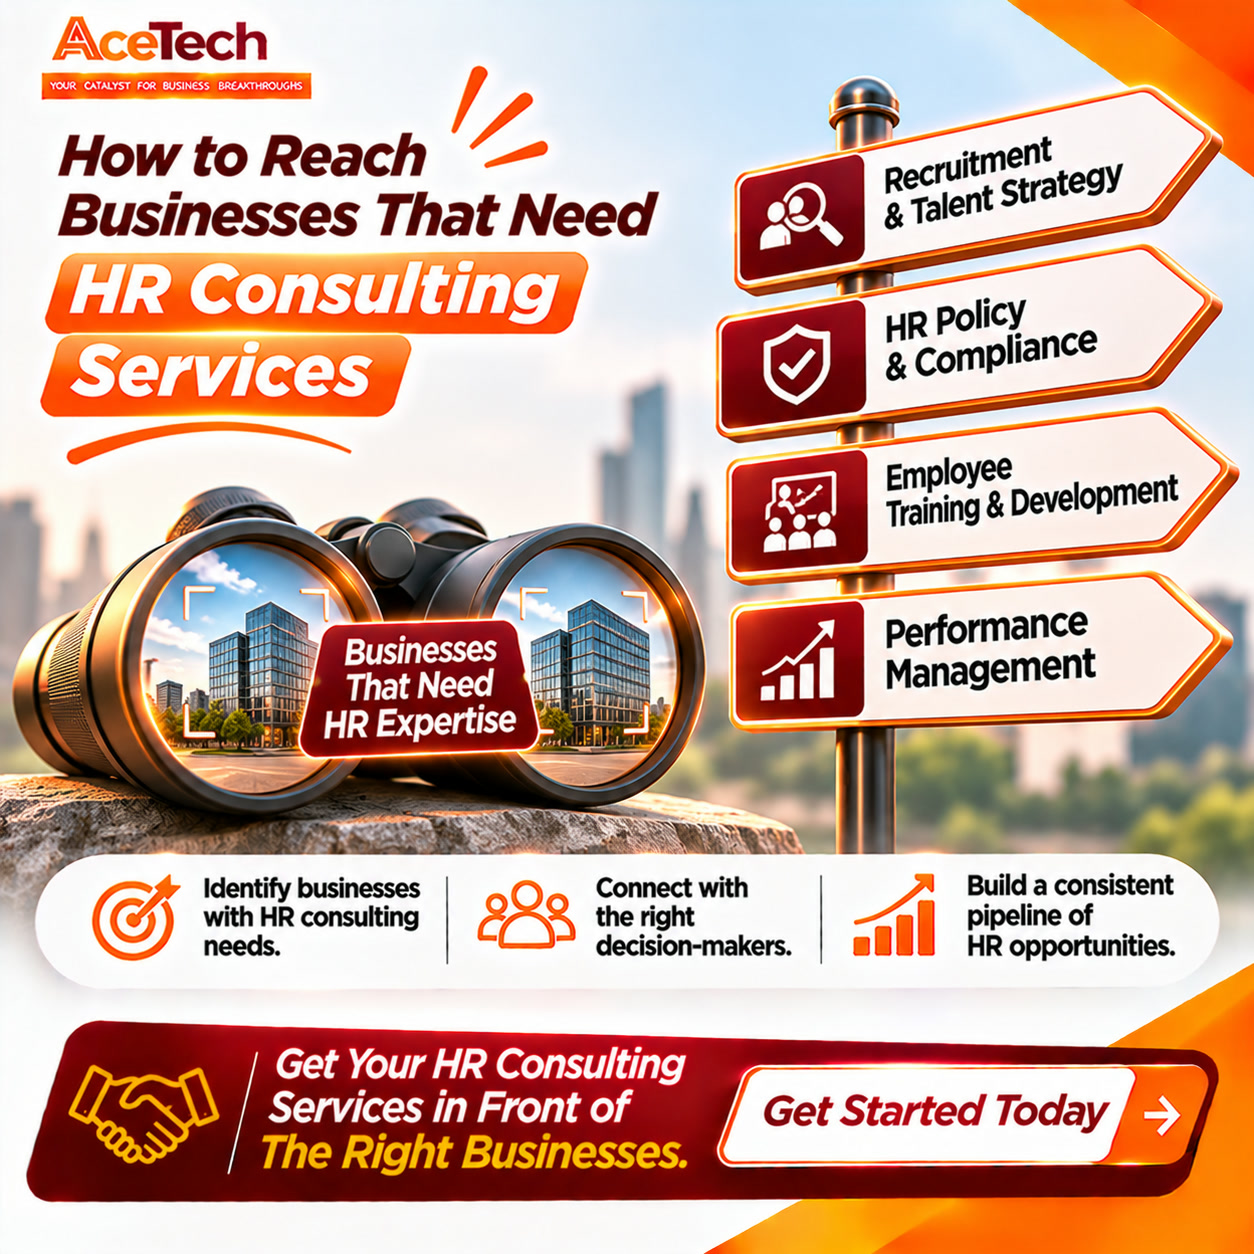 AceTech
YOUR CATALYST FOR BUSINESS BREAKTHROUGHS
How to Reach
Businesses That Need
HR Consulting
Services
Recruitment
& Talent Strategy
HR Policy
& Compliance
Employee
Training & Development
Performance
Management
Businesses
That Need
HR Expertise
Identify businesses
with HR consulting
needs.
Connect with
the right
decision-makers.
Build a consistent
pipeline of
HR opportunities.
Get Your HR Consulting
Services in Front of
The Right Businesses.
Get Started Today